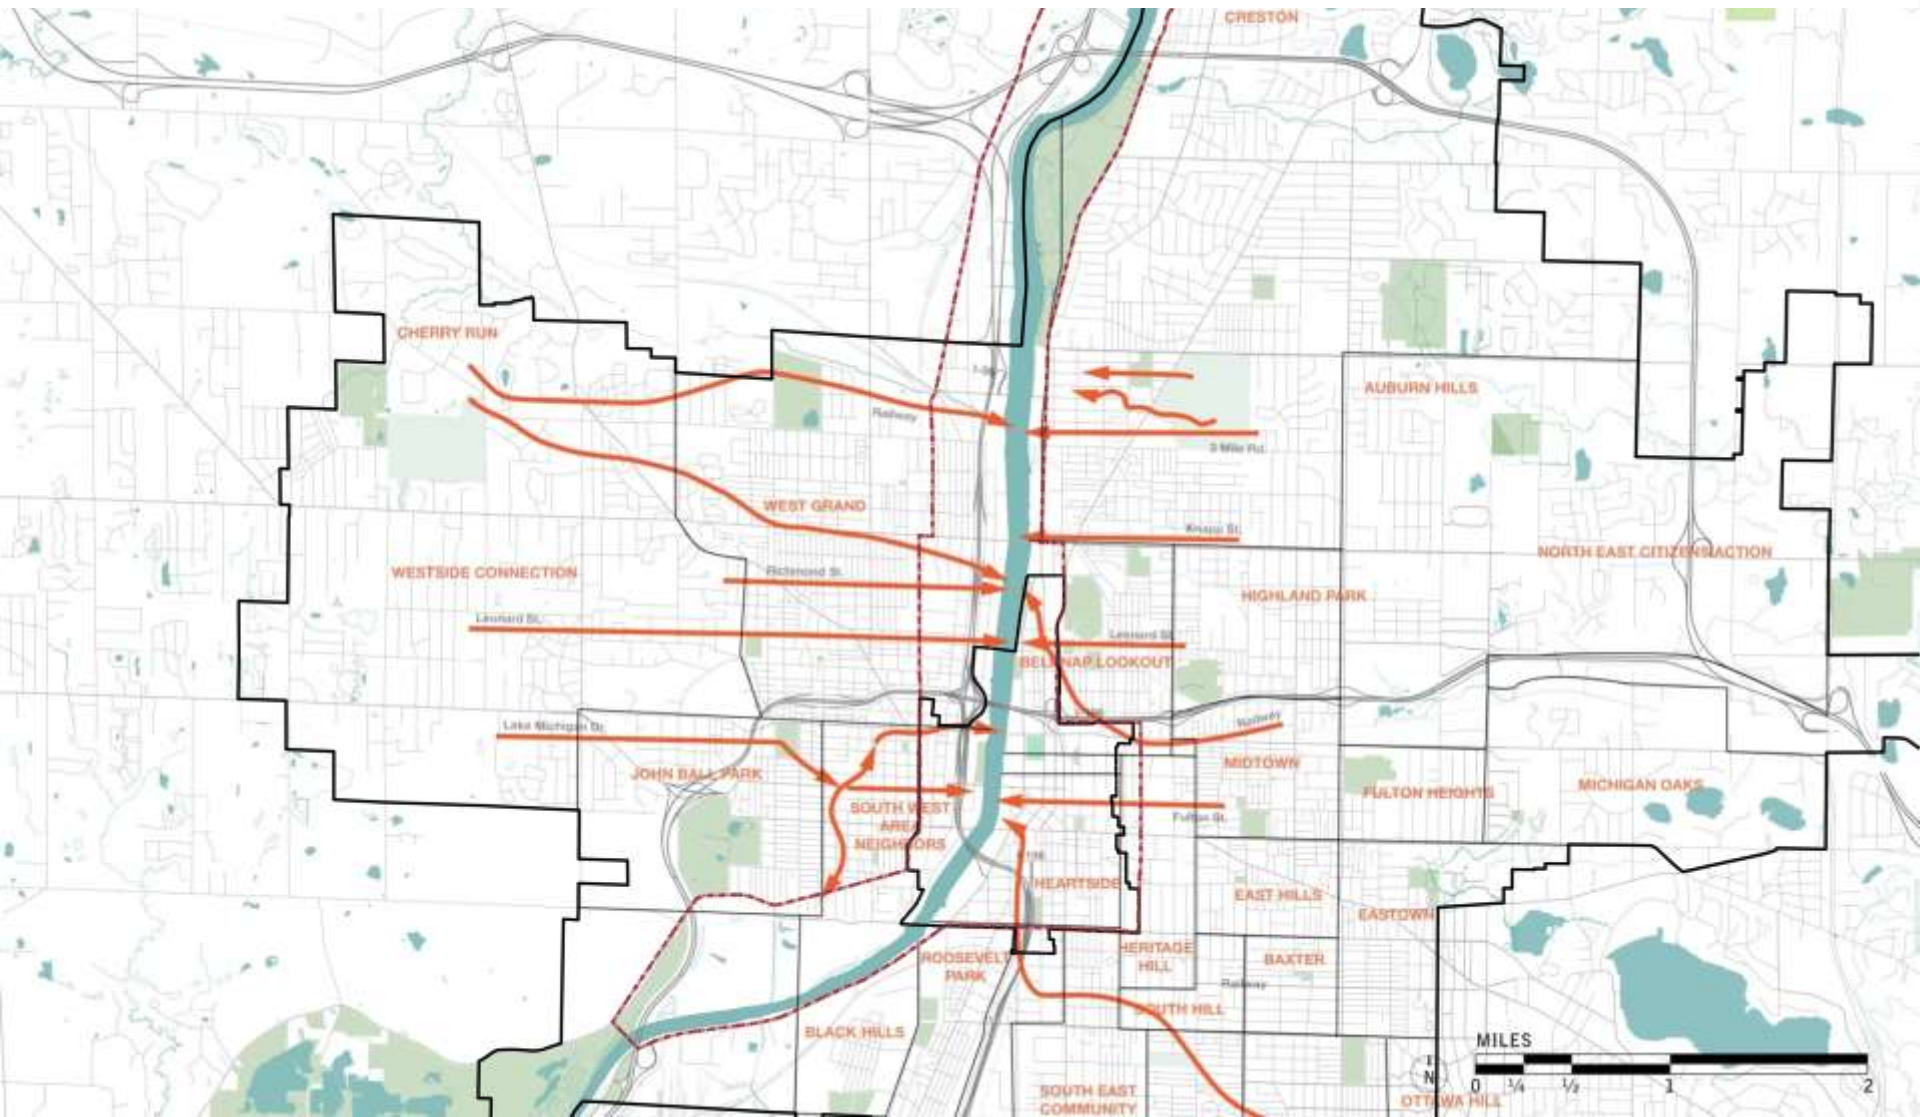 CRESTON
CHERRY RUN
I-96
AUBURN HILLS
Railway
3 Mile Rd.
WEST GRAND
Knapp St.
NORTH EAST CITIZENS ACTION
WESTSIDE CONNECTION
Richmond St.
HIGHLAND PARK
Leonard St.
Leonard St.
BELKNAP LOOKOUT
Lake Michigan Dr.
Railway
JOHN BALL PARK
MIDTOWN
FULTON HEIGHTS
MICHIGAN OAKS
SOUTH WEST
AREA
NEIGHBORS
Fulton St.
HEARTSIDE
EAST HILLS
EASTOWN
ROOSEVELT
PARK
HERITAGE
HILL
BAXTER
Railway
SOUTH HILL
BLACK HILLS
MILES
N
0 ¼ ½ 1 2
SOUTH EAST
COMMUNITY
OTTAWA HILL